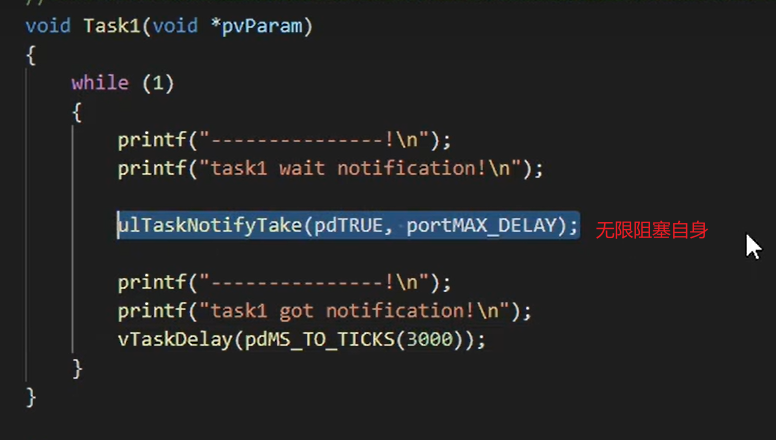 void Task1(void *pvParam)
{
while (1)
{
printf("---------------!\n");
printf("task1 wait notification!\n");
ulTaskNotifyTake(pdTRUE, portMAX_DELAY); 无限阻塞自身
printf("---------------!\n");
printf("task1 got notification!\n");
vTaskDelay(pdMS_TO_TICKS(3000));
}
}